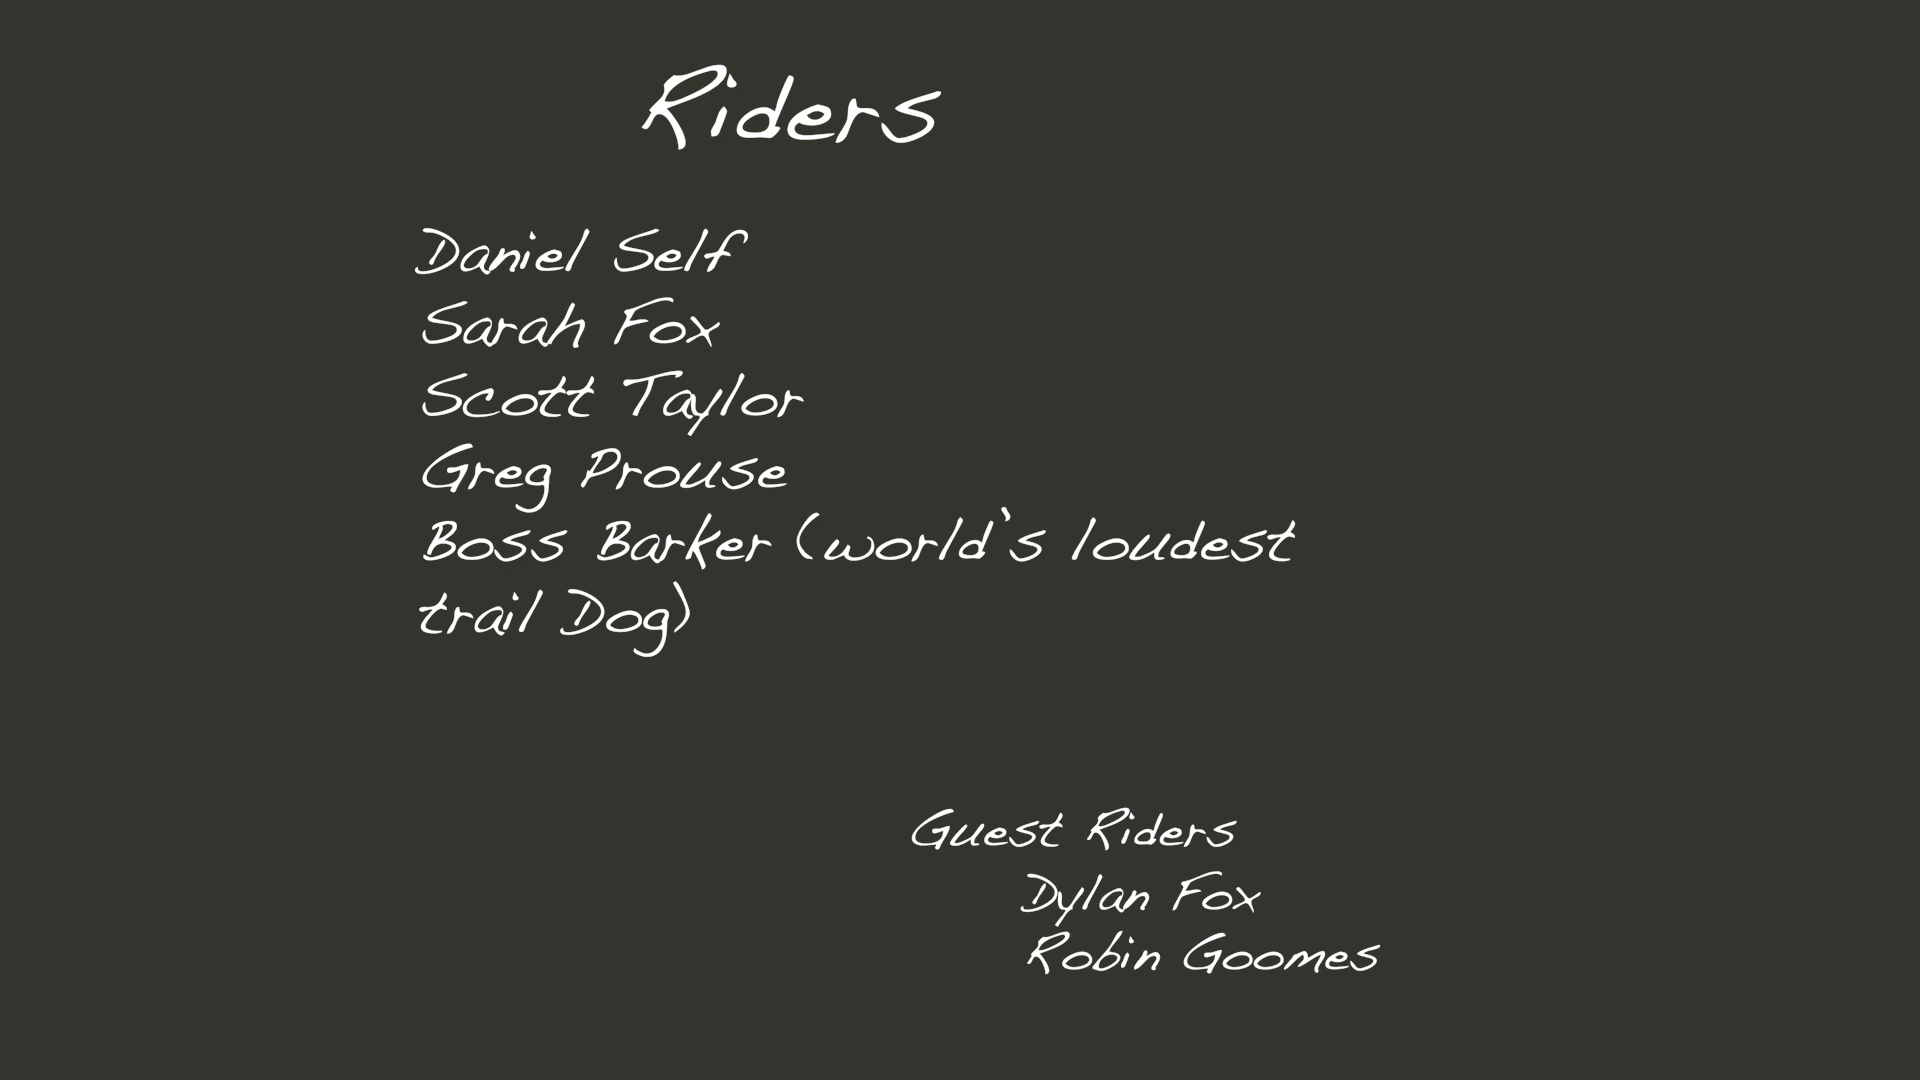 Riders
Daniel Self
Sarah Fox
Scott Taylor
Greg Prouse
Boss Barker (world's loudest
trail Dog)
Guest Riders
Dylan Fox
Robin Goomes